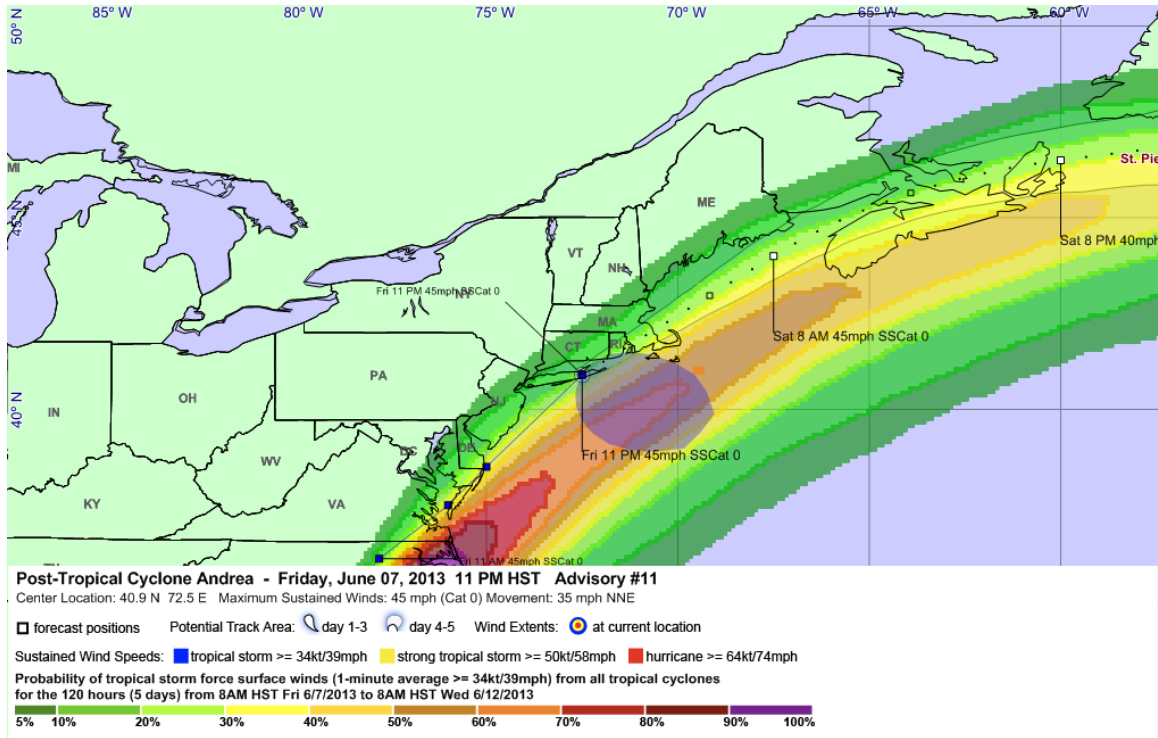 85° W 80° W 75° W 70° W 65° W 60° W
50° N
MI
ME
45° N
St. Pie
VT
NH
Sat 8 PM 40mph
Fri 11 PM 45mph SSCat 0
NY
MA
Sat 8 AM 45mph SSCat 0
CT RI
PA
NJ
40° N
IN
OH
DE
DC
Fri 11 PM 45mph SSCat 0
WV
KY
VA
Fri 11 AM 45mph SSCat 0
Post-Tropical Cyclone Andrea - Friday, June 07, 2013 11 PM HST Advisory #11
Center Location: 40.9 N 72.5 E Maximum Sustained Winds: 45 mph (Cat 0) Movement: 35 mph NNE
forecast positions Potential Track Area: day 1-3 day 4-5 Wind Extents: at current location
Sustained Wind Speeds: tropical storm >= 34kt/39mph strong tropical storm >= 50kt/58mph hurricane >= 64kt/74mph
Probability of tropical storm force surface winds (1-minute average >= 34kt/39mph) from all tropical cyclones
for the 120 hours (5 days) from 8AM HST Fri 6/7/2013 to 8AM HST Wed 6/12/2013
5% 10% 20% 30% 40% 50% 60% 70% 80% 90% 100%